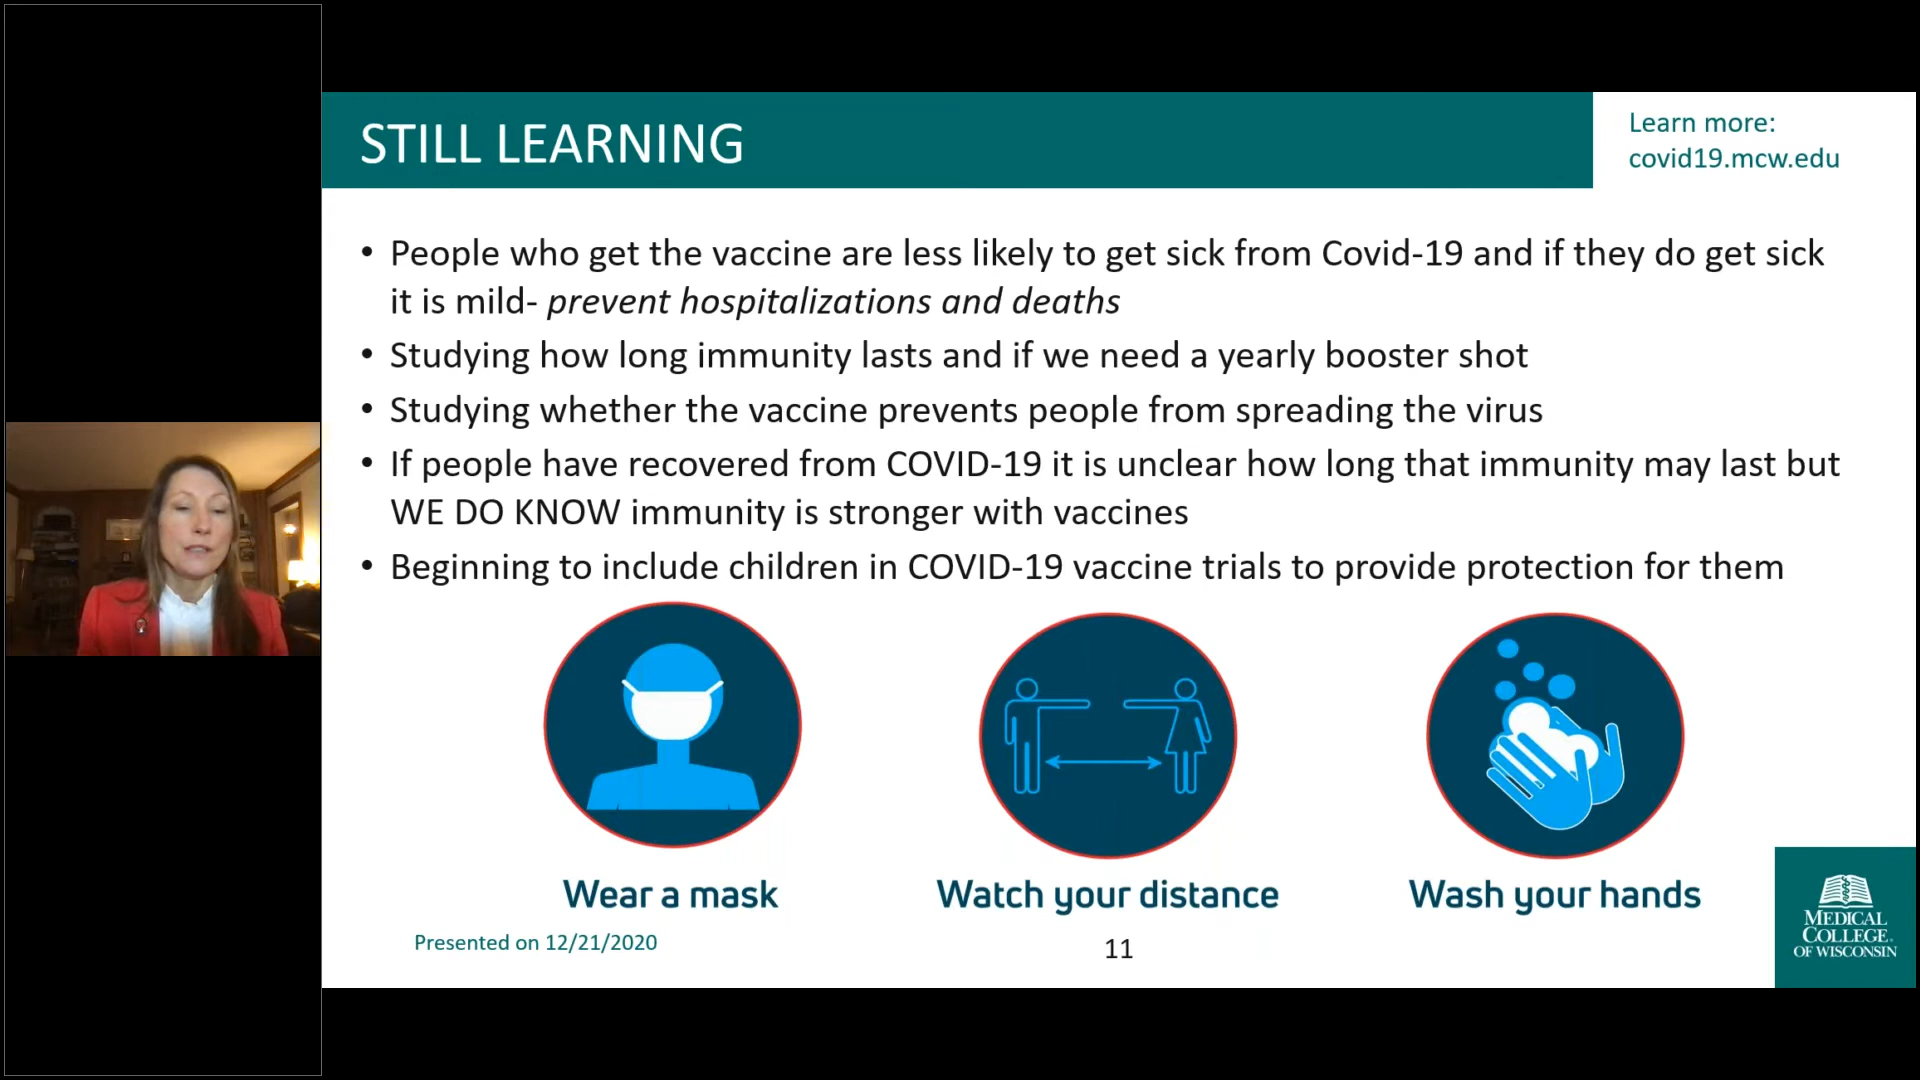 STILL LEARNING
Learn more:
covid19.mcw.edu
• People who get the vaccine are less likely to get sick from Covid-19 and if they do get sick
it is mild- prevent hospitalizations and deaths
• Studying how long immunity lasts and if we need a yearly booster shot
• Studying whether the vaccine prevents people from spreading the virus
• If people have recovered from COVID-19 it is unclear how long that immunity may last but
WE DO KNOW immunity is stronger with vaccines
• Beginning to include children in COVID-19 vaccine trials to provide protection for them
Wear a mask
Watch your distance
Wash your hands
Presented on 12/21/2020
11
MEDICAL
COLLEGE
OF WISCONSIN